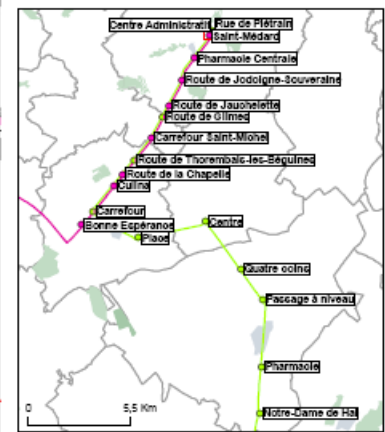 Centre Administratif
Rue de Piétrain
Saint-Médard
Pharmacie Centrale
Route de Jodoigne-Souveraine
Route de Jauchelette
Route de Glimes
Carrefour Saint-Michel
Route de Thorembais-les-Béguines
Route de la Chapelle
Culina
Carrefour
Bonne Espérance
Place
Centre
Quatre coins
Passage à niveau
Pharmacie
Notre-Dame de Hal
0 5,5 Km